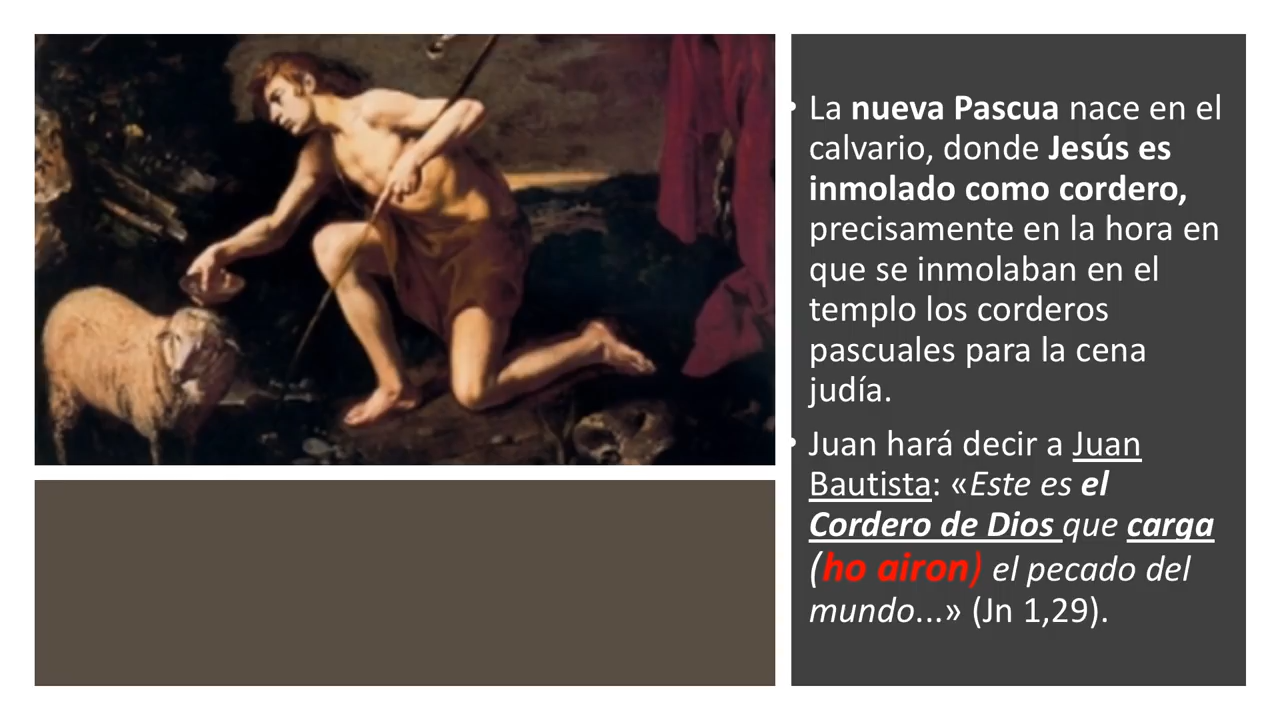 • La nueva Pascua nace en el
calvario, donde Jesús es
inmolado como cordero,
precisamente en la hora en
que se inmolaban en el
templo los corderos
pascuales para la cena
judía.
• Juan hará decir a Juan
Bautista: «Este es el
Cordero de Dios que carga
(ho airon) el pecado del
mundo...» (Jn 1,29).